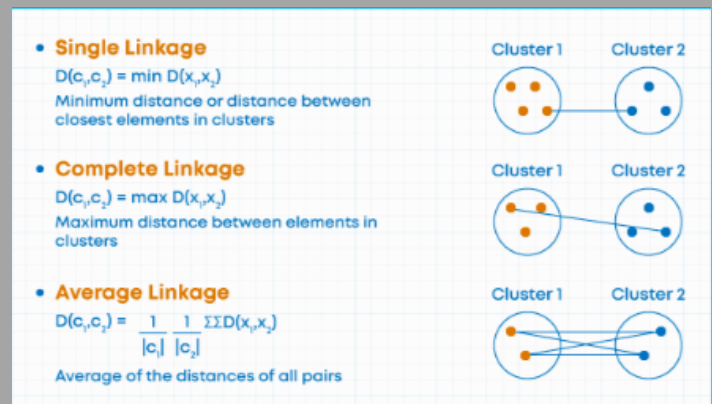 • Single Linkage
D(c₁,c₂) = min D(x₁,x₂)
Minimum distance or distance between
closest elements in clusters
Cluster 1 Cluster 2
• Complete Linkage
D(c₁,c₂) = max D(x₁,x₂)
Maximum distance between elements in
clusters
Cluster 1 Cluster 2
• Average Linkage
D(c₁,c₂) = 1/|c₁| 1/|c₂| ΣΣD(x₁,x₂)
Average of the distances of all pairs
Cluster 1 Cluster 2